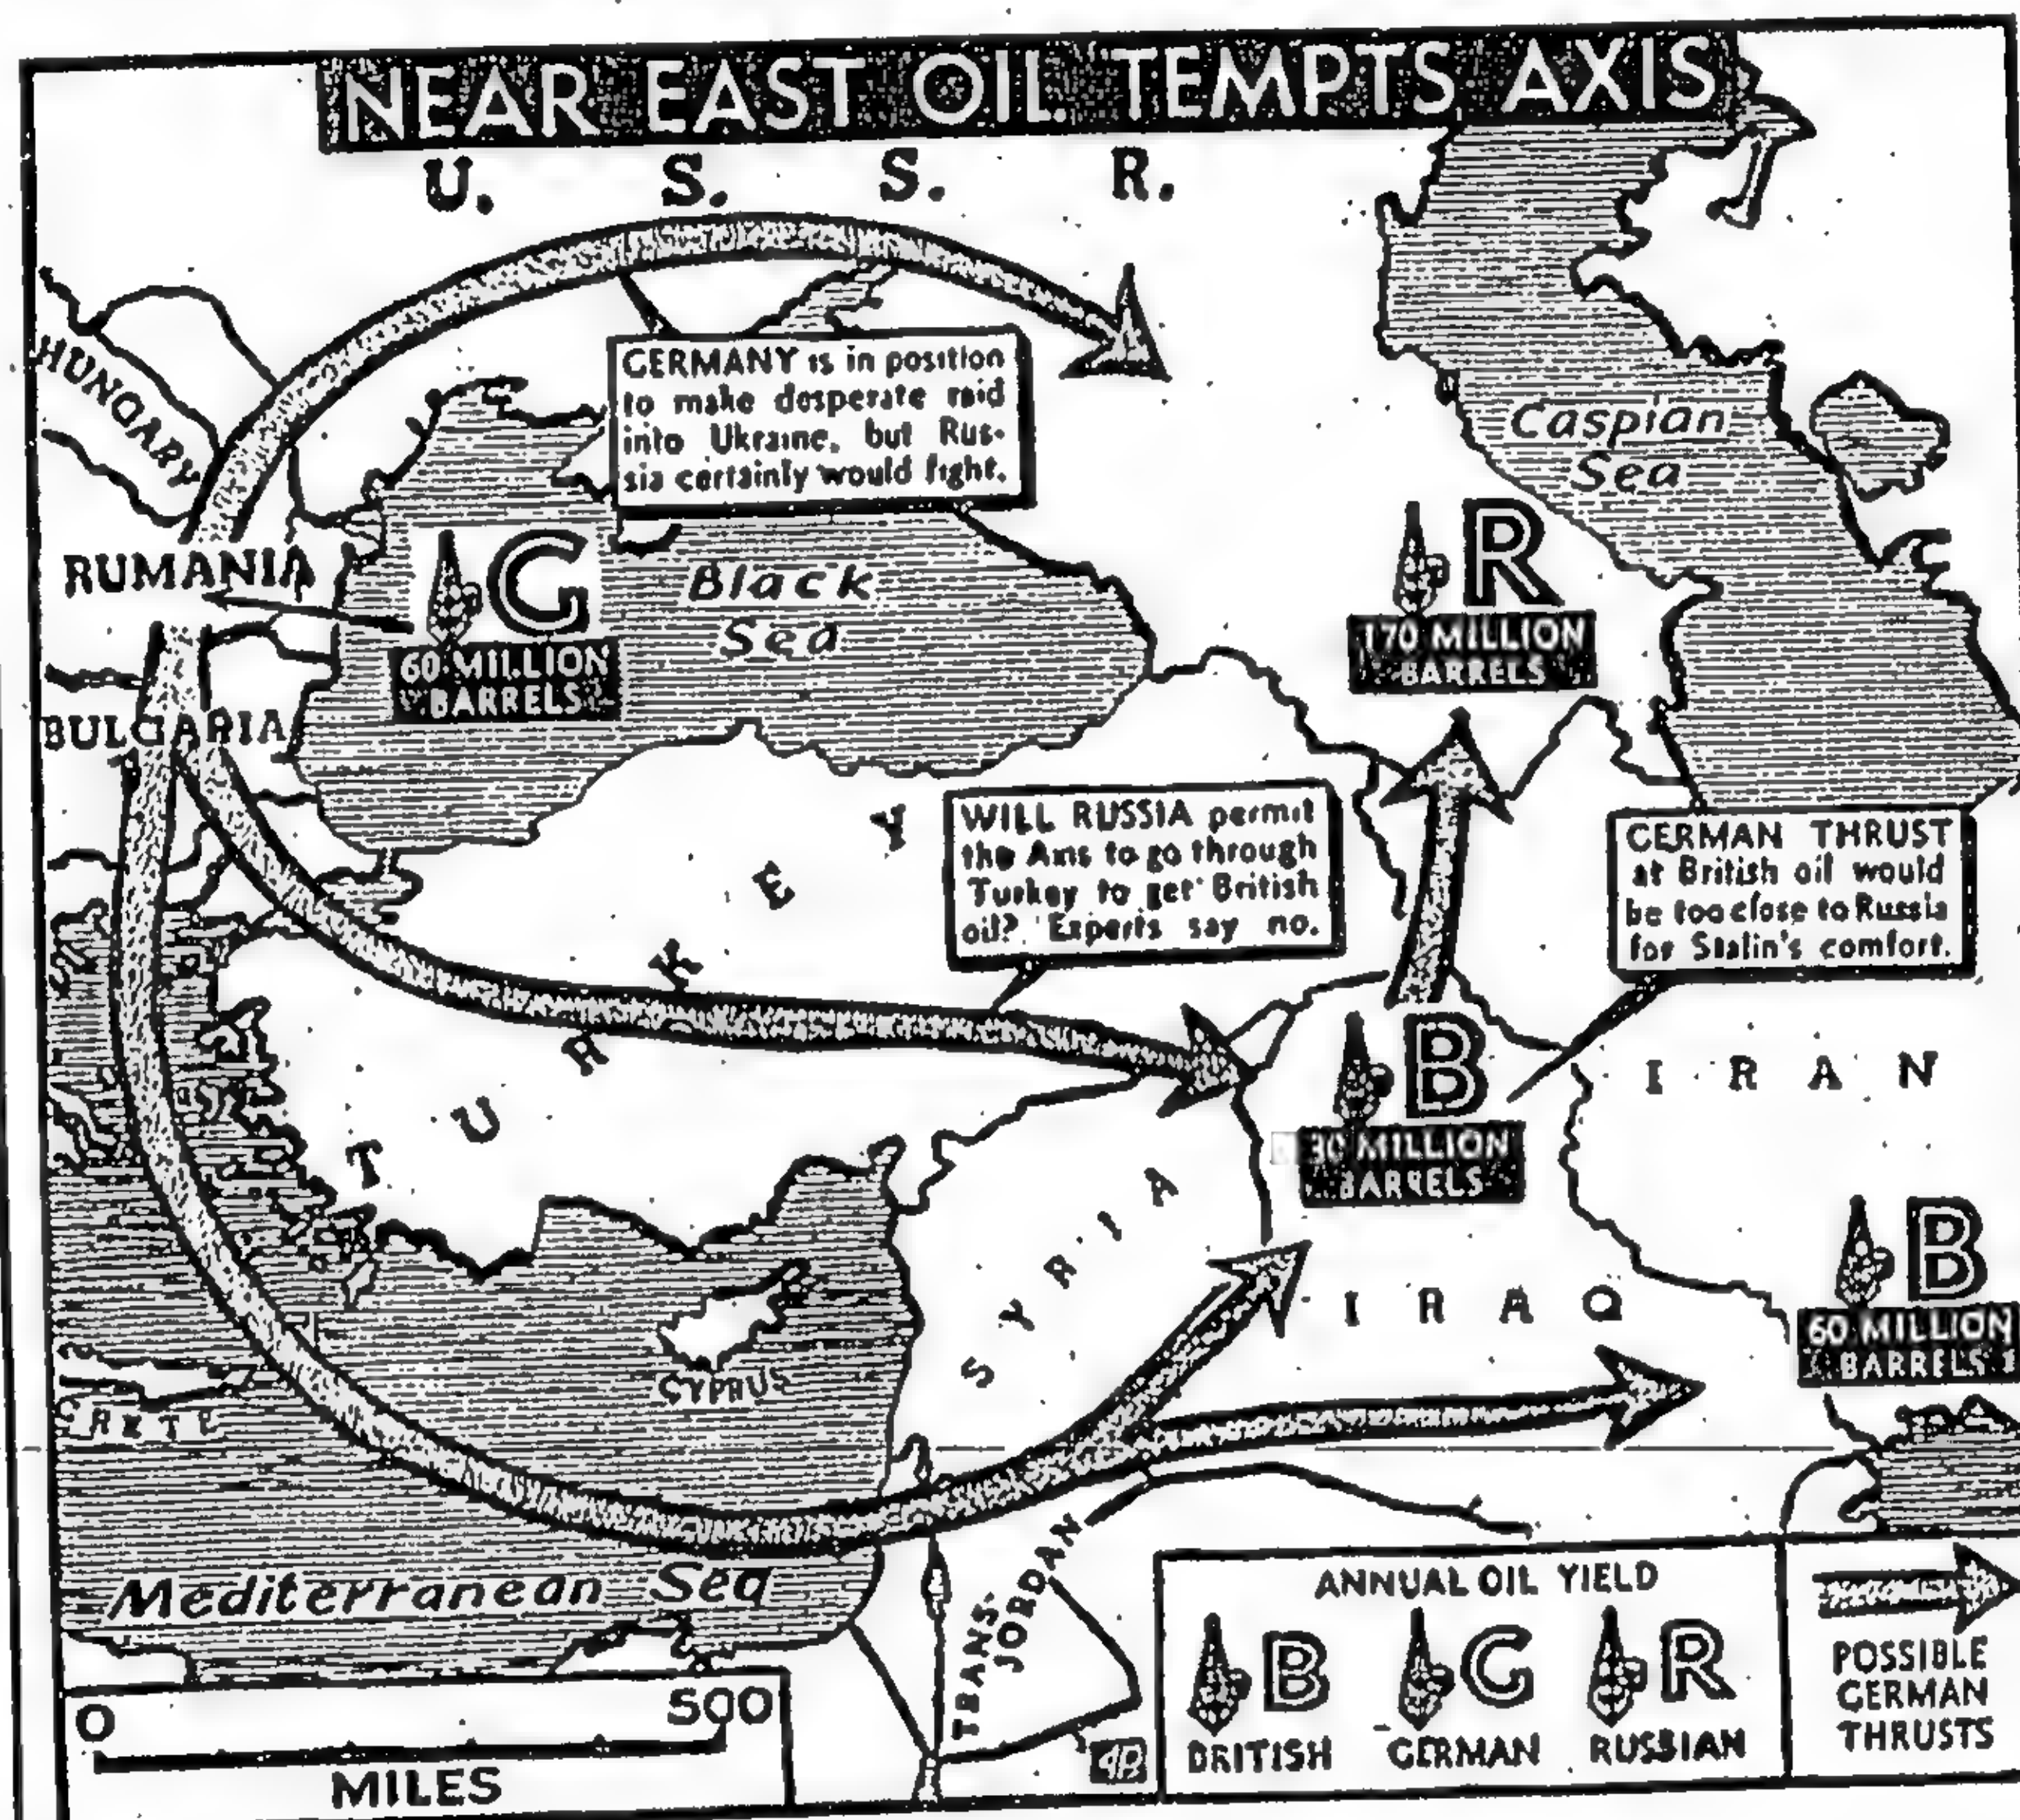 NEAR EAST OIL TEMPTS AXIS
U. S. S. R.
HUNGARY
GERMANY is in position
to make desperate raid
into Ukraine, but Rus-
sia certainly would fight.
Caspian
Sea
RUMANIA
G
60 MILLION
BARRELS
Black
Sea
R
170 MILLION
BARRELS
BULGARIA
WILL RUSSIA permit
the Axis to go through
Turkey to get British
oil? Experts say no.
GERMAN THRUST
at British oil would
be too close to Russia
for Stalin's comfort.
TURKEY
B
30 MILLION
BARRELS
IRAN
SYRIA
IRAQ
B
60 MILLION
BARRELS
CYPRUS
CRETE
Mediterranean Sea
TRANS-
JORDAN
0 500
MILES
AP
ANNUAL OIL YIELD
B G R
BRITISH GERMAN RUSSIAN
POSSIBLE
GERMAN
THRUSTS